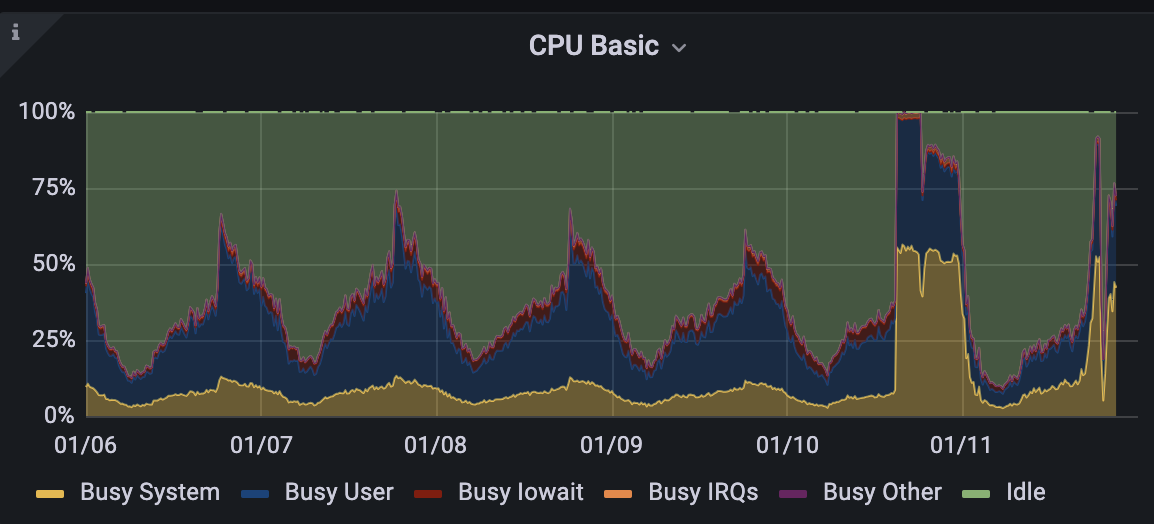 i
CPU Basic
100%
75%
50%
25%
0%
01/06 01/07 01/08 01/09 01/10 01/11
Busy System Busy User Busy Iowait Busy IRQs Busy Other Idle